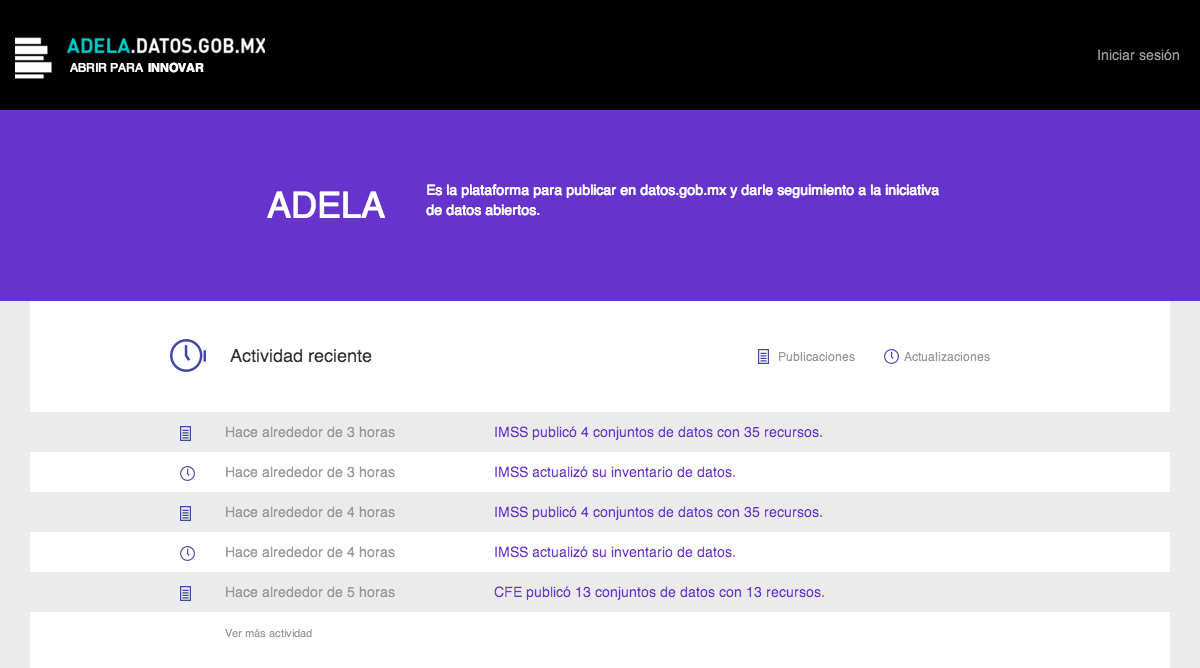 ADELA.DATOS.GOB.MX
ABRIR PARA INNOVAR
Iniciar sesión
ADELA
Es la plataforma para publicar en datos.gob.mx y darle seguimiento a la iniciativa
de datos abiertos.
Actividad reciente
Publicaciones
Actualizaciones
Hace alrededor de 3 horas IMSS publicó 4 conjuntos de datos con 35 recursos.
Hace alrededor de 3 horas IMSS actualizó su inventario de datos.
Hace alrededor de 4 horas IMSS publicó 4 conjuntos de datos con 35 recursos.
Hace alrededor de 4 horas IMSS actualizó su inventario de datos.
Hace alrededor de 5 horas CFE publicó 13 conjuntos de datos con 13 recursos.
Ver más actividad